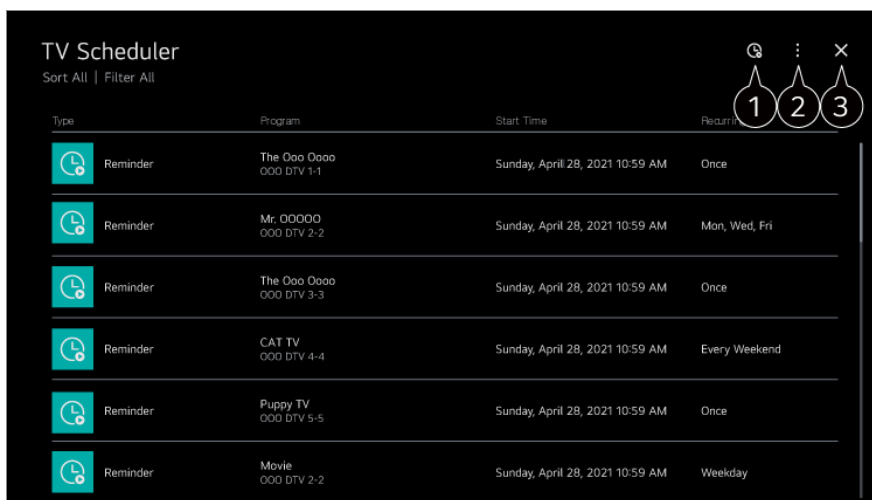 TV Scheduler
Sort All | Filter All
1 2 3
Type Program Start Time Recurring
Reminder The Ooo Oooo Sunday, April 28, 2021 10:59 AM Once
OOO DTV 1-1
Reminder Mr. OOOOO Sunday, April 28, 2021 10:59 AM Mon, Wed, Fri
OOO DTV 2-2
Reminder The Ooo Oooo Sunday, April 28, 2021 10:59 AM Once
OOO DTV 3-3
Reminder CAT TV Sunday, April 28, 2021 10:59 AM Every Weekend
OOO DTV 4-4
Reminder Puppy TV Sunday, April 28, 2021 10:59 AM Once
OOO DTV 5-5
Reminder Movie Sunday, April 28, 2021 10:59 AM Weekday
OOO DTV 2-2